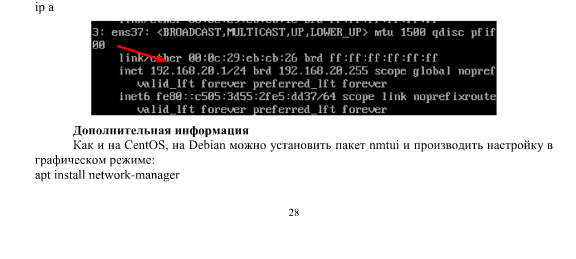 ip a
3: ens37: <BROADCAST,MULTICAST,UP,LOWER_UP> mtu 1500 qdisc pfif
00
link/ether 00:0c:29:eb:cb:26 brd ff:ff:ff:ff:ff:ff
inet 192.168.20.1/24 brd 192.168.20.255 scope global nopref
valid_lft forever preferred_lft forever
inet6 fe80::c505:3d55:2fe5:dd37/64 scope link noprefixroute
valid_lft forever preferred_lft forever
Дополнительная информация
Как и на CentOS, на Debian можно установить пакет nmtui и производить настройку в
графическом режиме:
apt install network-manager
28